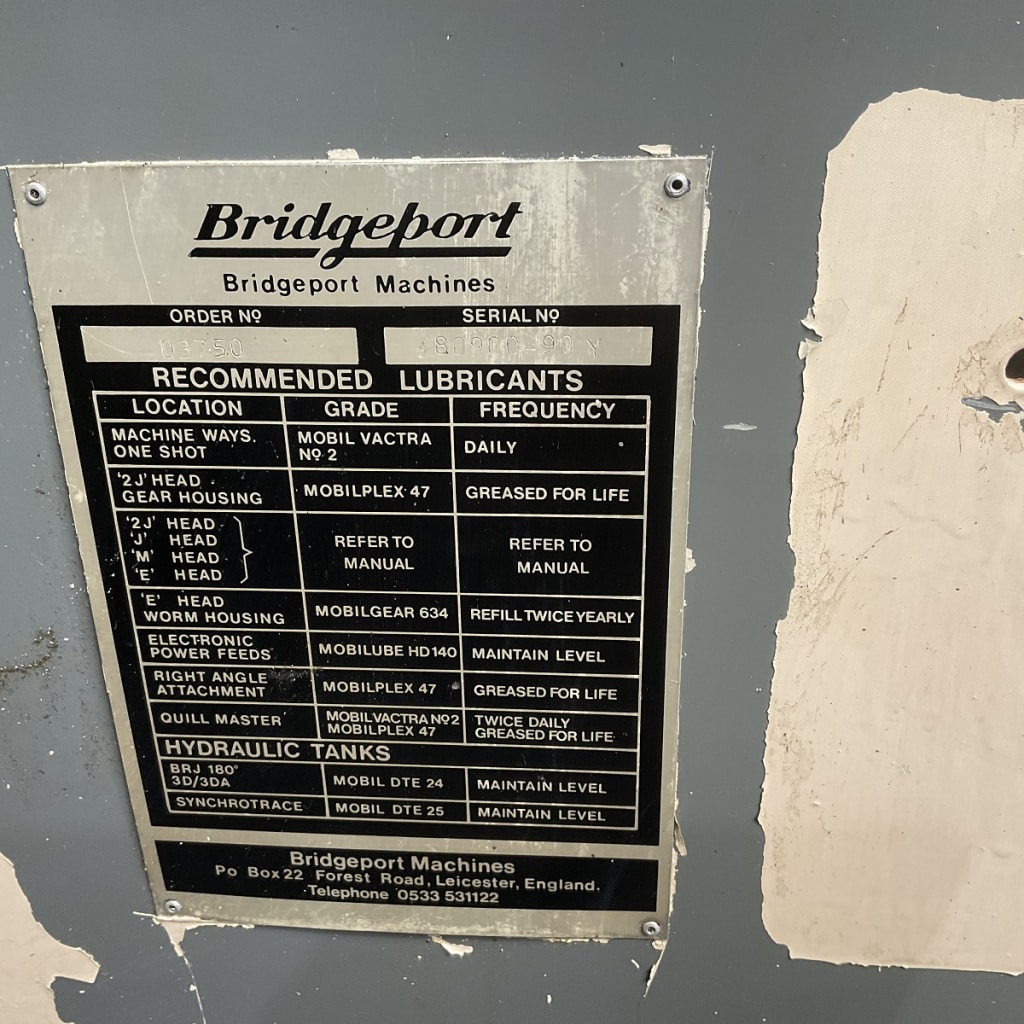 Bridgeport
Bridgeport Machines
ORDER Nº SERIAL Nº
03750
RECOMMENDED LUBRICANTS
LOCATION GRADE FREQUENCY
MACHINE WAYS. ONE SHOT MOBIL VACTRA Nº 2 DAILY
'2J' HEAD GEAR HOUSING MOBILPLEX 47 GREASED FOR LIFE
'2J' HEAD
'J' HEAD
'M' HEAD
'E' HEAD
REFER TO MANUAL REFER TO MANUAL
'E' HEAD WORM HOUSING MOBILGEAR 634 REFILL TWICE YEARLY
ELECTRONIC POWER FEEDS MOBILUBE HD140 MAINTAIN LEVEL
RIGHT ANGLE ATTACHMENT MOBILPLEX 47 GREASED FOR LIFE
QUILL MASTER MOBIL VACTRA Nº2 MOBILPLEX 47 TWICE DAILY GREASED FOR LIFE
HYDRAULIC TANKS
BRJ 180° 3D/3DA MOBIL DTE 24 MAINTAIN LEVEL
SYNCHROTRACE MOBIL DTE 25 MAINTAIN LEVEL
Bridgeport Machines
Po Box 22 Forest Road, Leicester, England.
Telephone 0533 531122